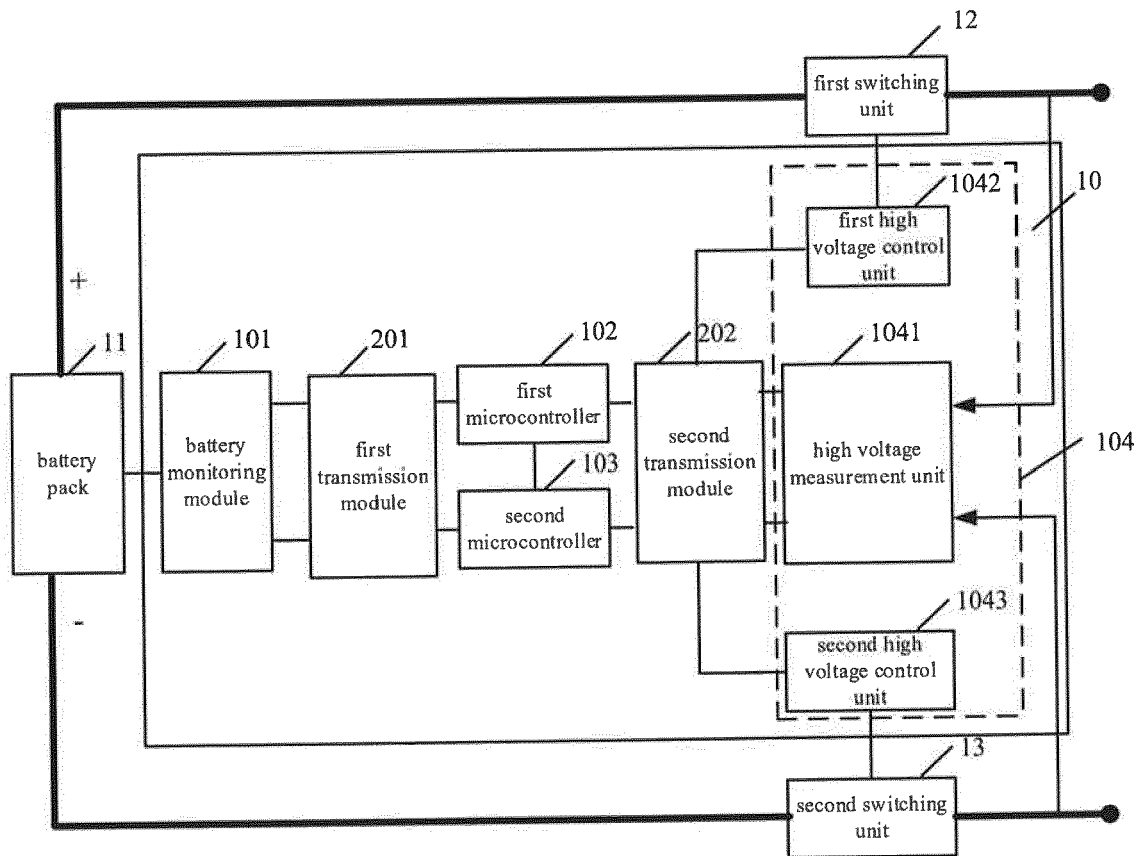 12
first switching
unit
1042
10
first high
voltage control
unit
+
11
101
201
102
202
1041
first
microcontroller
battery
pack
battery
monitoring
module
first
transmission
module
second
transmission
module
high voltage
measurement unit
104
103
second
microcontroller
-
1043
second high
voltage control
unit
13
second switching
unit